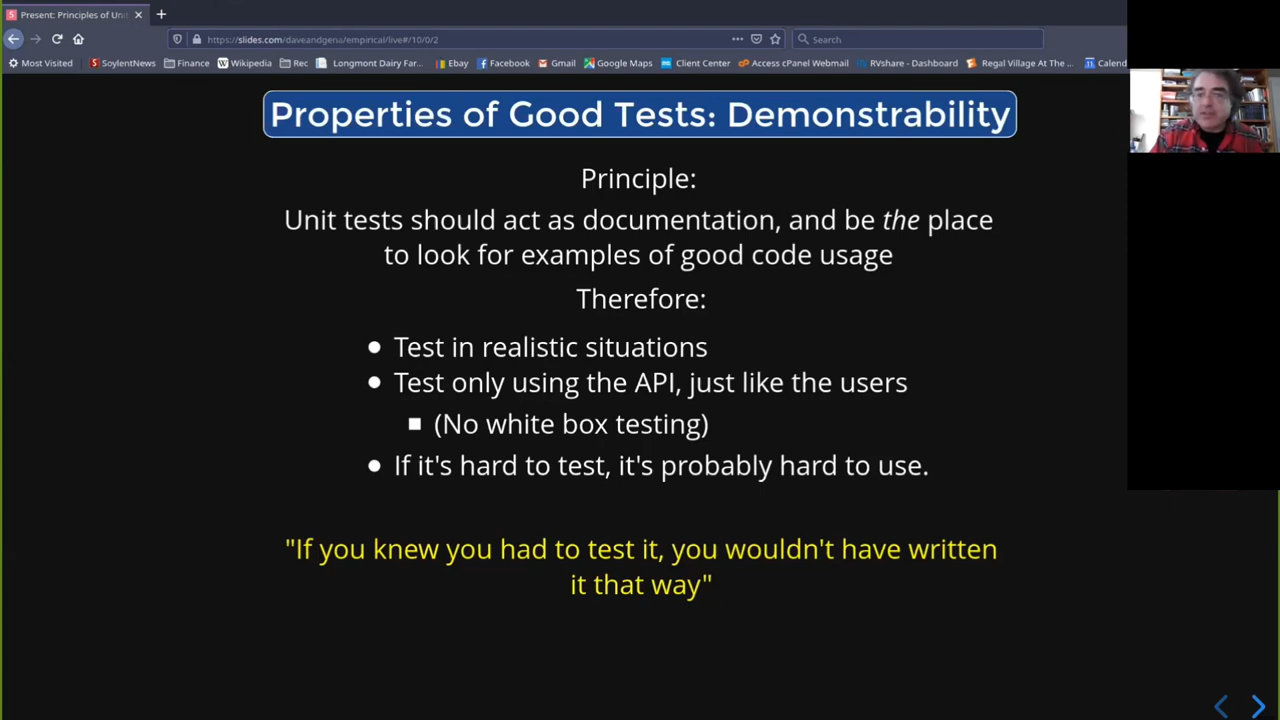 Present: Principles of Uni
https://slides.com/daveandgena/empirical/live#/10/0/2
Search
Most Visited
SoylentNews
Finance
Wikipedia
Rec
Longmont Dairy Far...
Ebay
Facebook
Gmail
Google Maps
Client Center
Access cPanel Webmail
RVshare - Dashboard
Regal Village At The ...
Calend
Properties of Good Tests: Demonstrability
Principle:
Unit tests should act as documentation, and be the place
to look for examples of good code usage
Therefore:
Test in realistic situations
Test only using the API, just like the users
(No white box testing)
If it's hard to test, it's probably hard to use.
"If you knew you had to test it, you wouldn't have written
it that way"